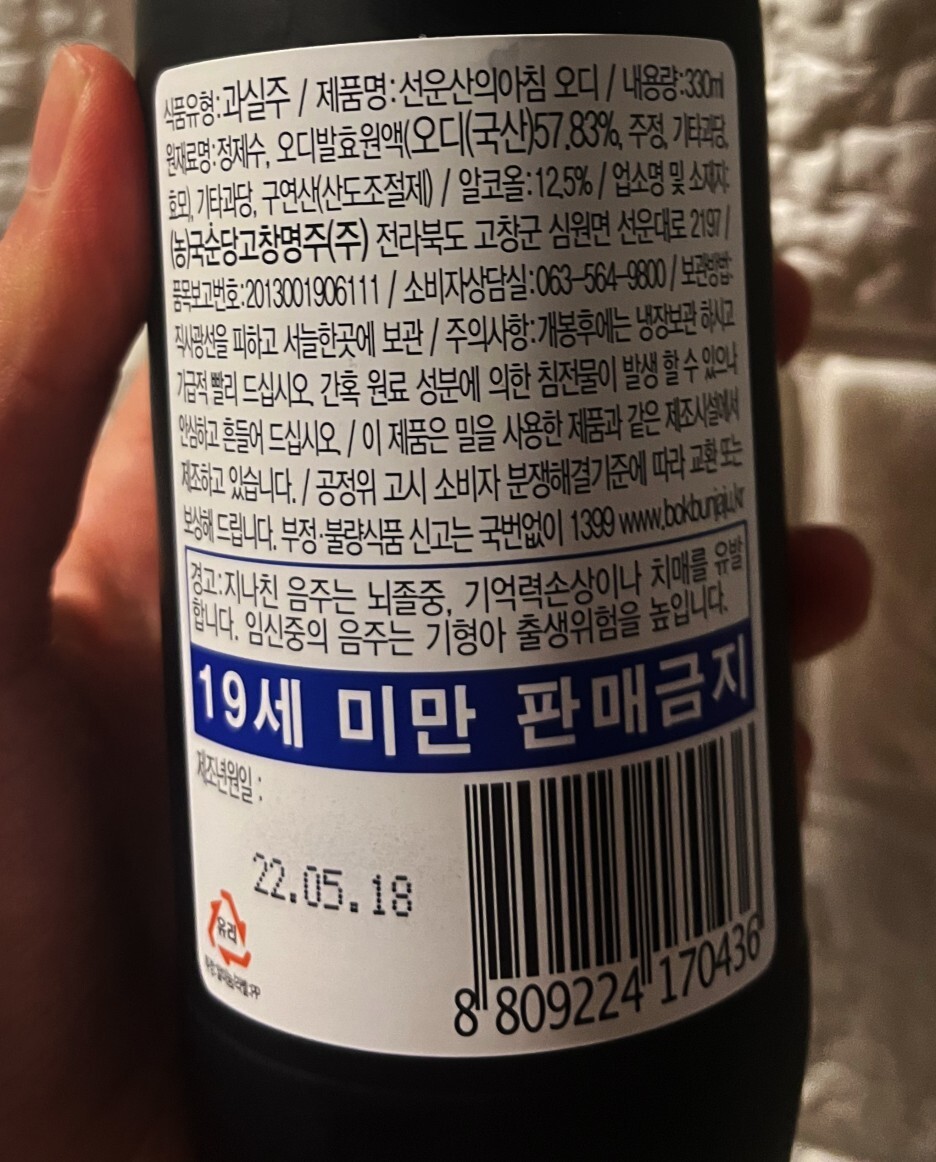 식품유형:과실주 / 제품명:선운산의아침 오디 / 내용량:330ml
원재료명:정제수, 오디발효원액(오디(국산)57.83%, 주정, 기타과당,
효모), 기타과당, 구연산(산도조절제) / 알코올:12.5% / 업소명 및 소재지:
(농)국순당고창명주(주) 전라북도 고창군 심원면 선운대로 2197 /
품목보고번호:2013001906111 / 소비자상담실:063-564-9800 / 보관방법:
직사광선을 피하고 서늘한곳에 보관 / 주의사항:개봉후에는 냉장보관 하시고
기급적 빨리 드십시오. 간혹 원료 성분에 의한 침전물이 발생 할 수 있으나
안심하고 흔들어 드십시오. / 이 제품은 밀을 사용한 제품과 같은 제조시설에서
제조하고 있습니다. / 공정위 고시 소비자 분쟁해결기준에 따라 교환 또는
보상해 드립니다. 부정·불량식품 신고는 국번없이 1399 www.bokbunjaju.kr
경고:지나친 음주는 뇌졸중, 기억력손상이나 치매를 유발
합니다. 임신중의 음주는 기형아 출생위험을 높입니다.
19세 미만 판매금지
제조년원일 :
22.05.18
유리
8 809224 170436